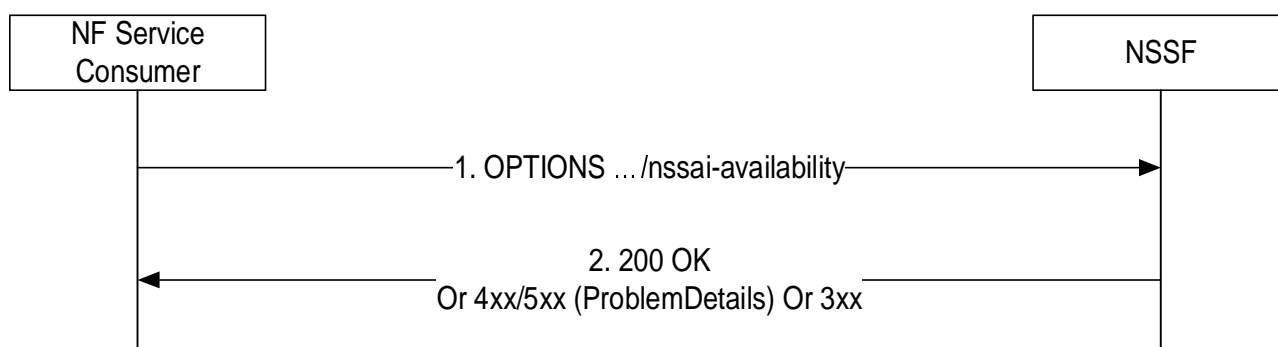 NF Service
Consumer
NSSF
1. OPTIONS .../nssai-availability
2. 200 OK
Or 4xx/5xx (ProblemDetails) Or 3xx